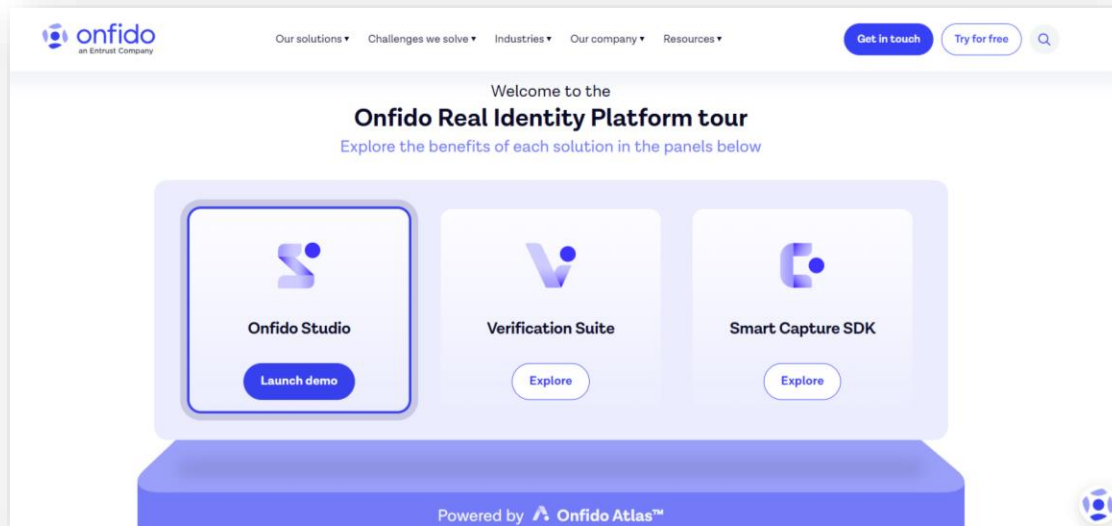 onfido
an Entrust Company
Our solutions ▾ Challenges we solve ▾ Industries ▾ Our company ▾ Resources ▾
Get in touch
Try for free
Welcome to the
Onfido Real Identity Platform tour
Explore the benefits of each solution in the panels below
Onfido Studio
Verification Suite
Smart Capture SDK
Launch demo
Explore
Explore
Powered by Onfido Atlas™